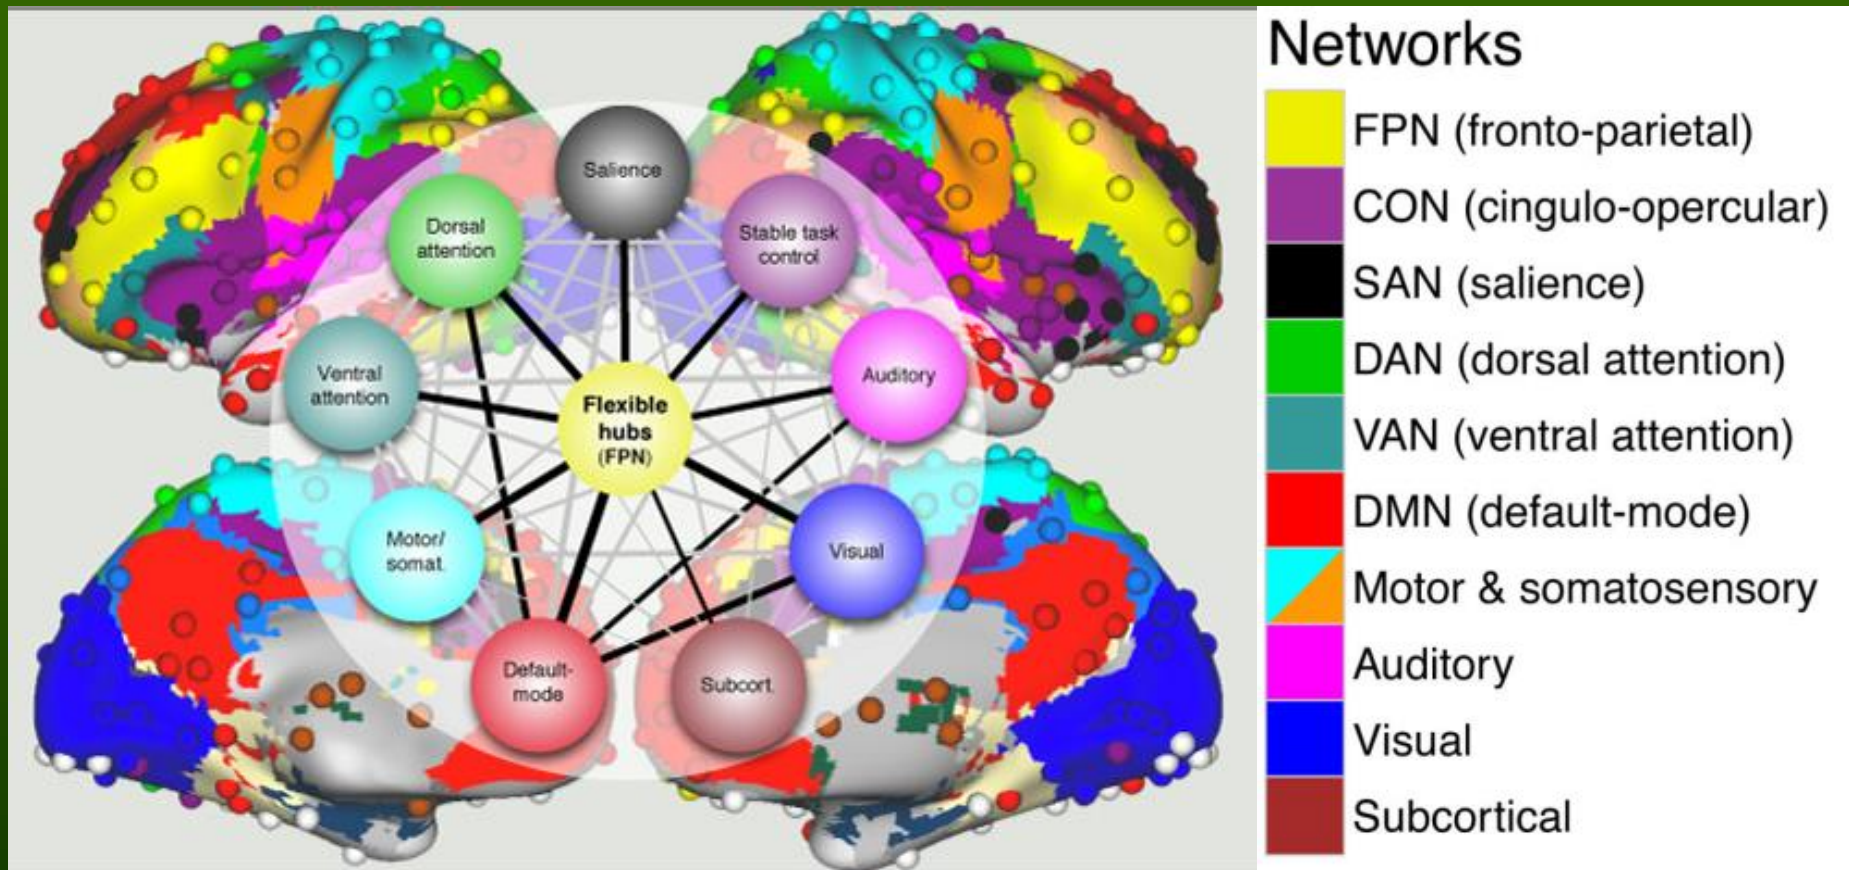 Salience
Dorsal
attention
Stable task
control
Ventral
attention
Auditory
Flexible
hubs
(FPN)
Motor/
somat.
Visual
Default-
mode
Subcort.
Networks
FPN (fronto-parietal)
CON (cingulo-opercular)
SAN (salience)
DAN (dorsal attention)
VAN (ventral attention)
DMN (default-mode)
Motor & somatosensory
Auditory
Visual
Subcortical